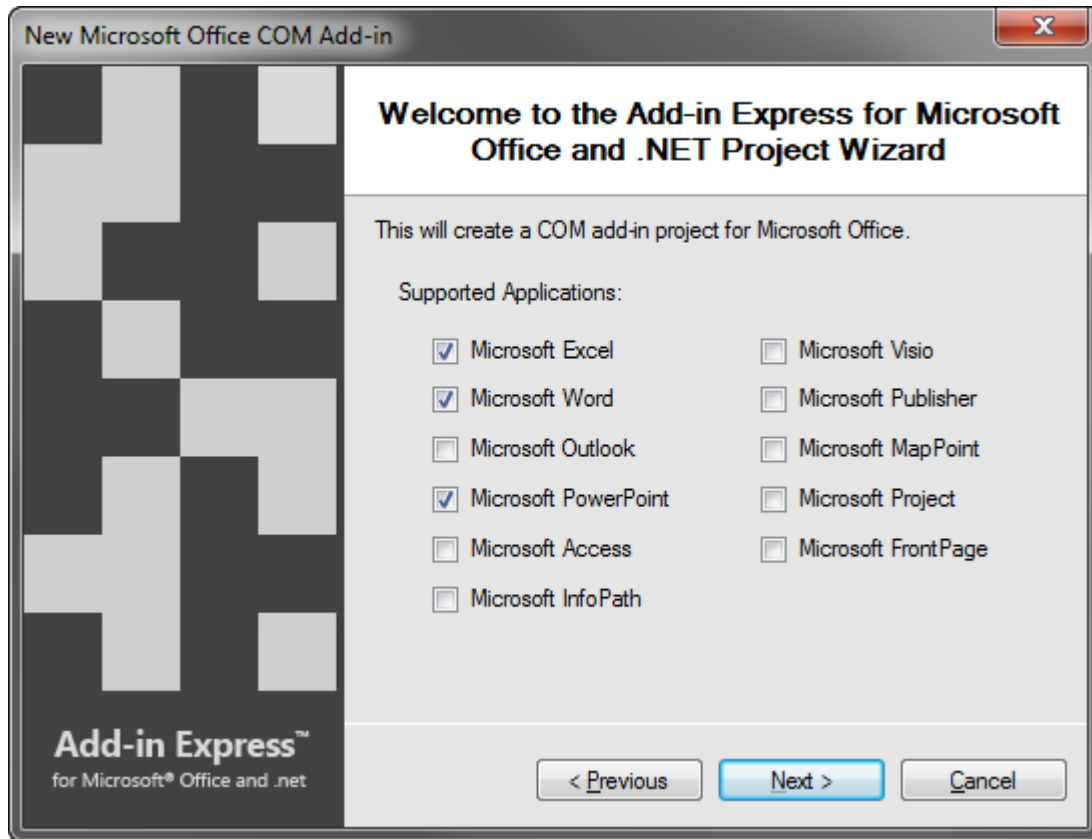 New Microsoft Office COM Add-in
Welcome to the Add-in Express for Microsoft
Office and .NET Project Wizard
This will create a COM add-in project for Microsoft Office.
Supported Applications:
Microsoft Excel
Microsoft Visio
Microsoft Word
Microsoft Publisher
Microsoft Outlook
Microsoft MapPoint
Microsoft PowerPoint
Microsoft Project
Microsoft Access
Microsoft FrontPage
Microsoft InfoPath
Add-in Express™
for Microsoft® Office and .net
< Previous
Next >
Cancel